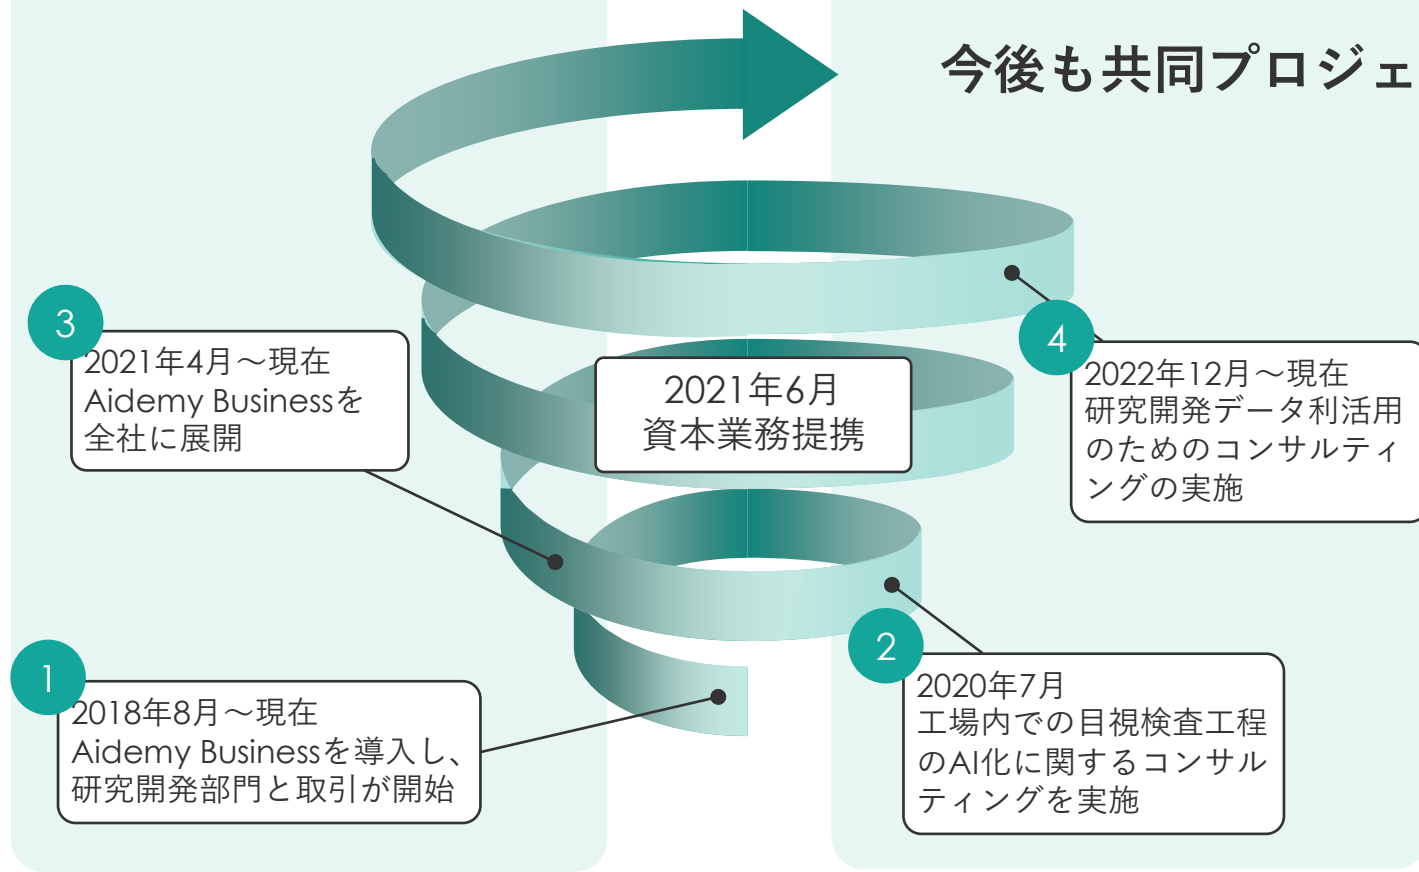 今後も共同プロジェ
3
2021年4月～現在
Aidemy Businessを
全社に展開
2021年6月
資本業務提携
4
2022年12月～現在
研究開発データ利活用
のためのコンサルティ
ングの実施
1
2018年8月～現在
Aidemy Businessを導入し、
研究開発部門と取引が開始
2
2020年7月
工場内での目視検査工程
のAI化に関するコンサル
ティングを実施